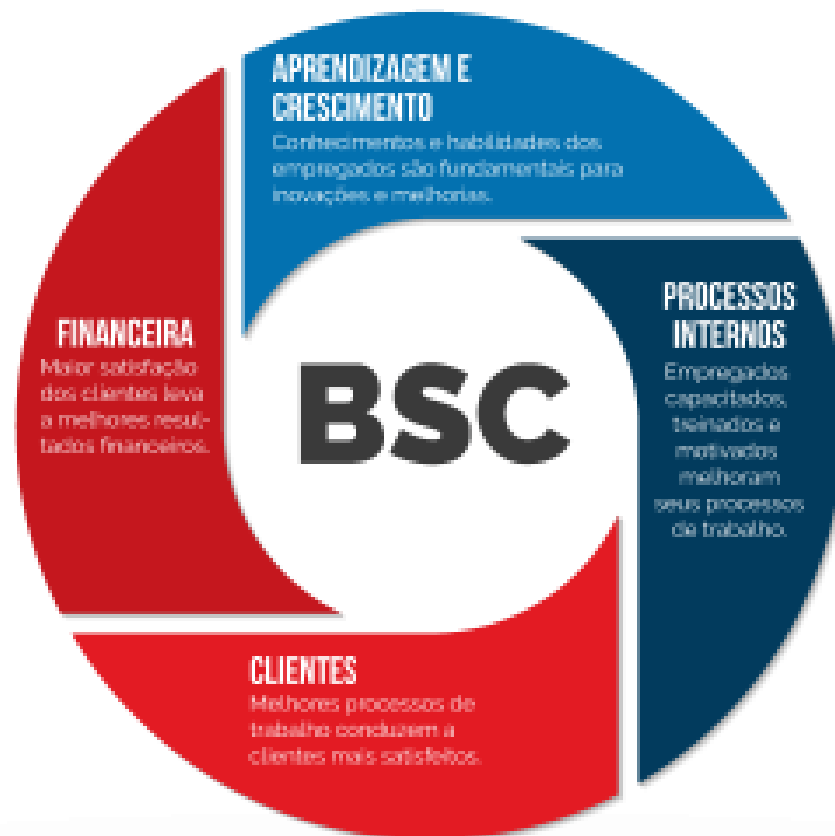 APRENDIZAGEM E
CRESCIMENTO
Conhecimentos e habilidades dos
empregados são fundamentais para
inovações e melhorias.
PROCESSOS
INTERNOS
Empregados
capacitados,
treinados e
motivados
melhoram
seus processos
de trabalho.
CLIENTES
Melhores processos de
trabalho conduzem a
clientes mais satisfeitos.
FINANCEIRA
Maior satisfação
dos clientes leva
a melhores resul-
tados financeiros.
BSC